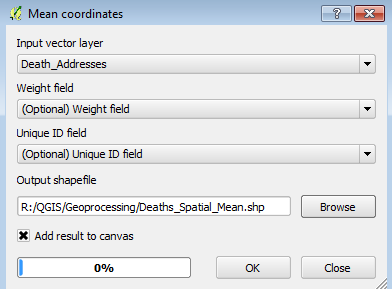 Mean coordinates
Input vector layer
Death_Addresses
Weight field
(Optional) Weight field
Unique ID field
(Optional) Unique ID field
Output shapefile
R:/QGIS/Geoprocessing/Deaths_Spatial_Mean.shp Browse
Add result to canvas
0% OK Close